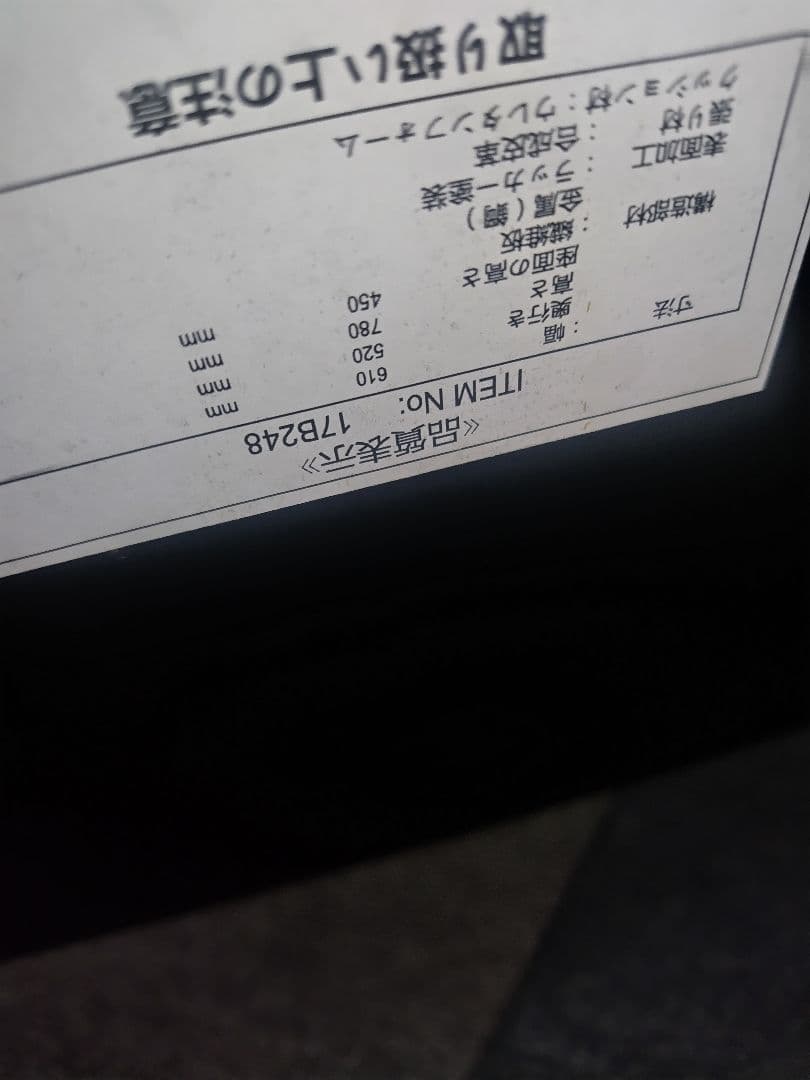 ≪品質表示≫
ITEM No: 17B248
寸法 : 幅 610 mm
奥行き 520 mm
高さ 780 mm
座面の高さ 450 mm
構造部材 : 繊維板
金属(鋼)
表面加工 : ラッカー塗装
張り材 : 合成皮革
クッション材 : ウレタンフォーム
取り扱い上の注意